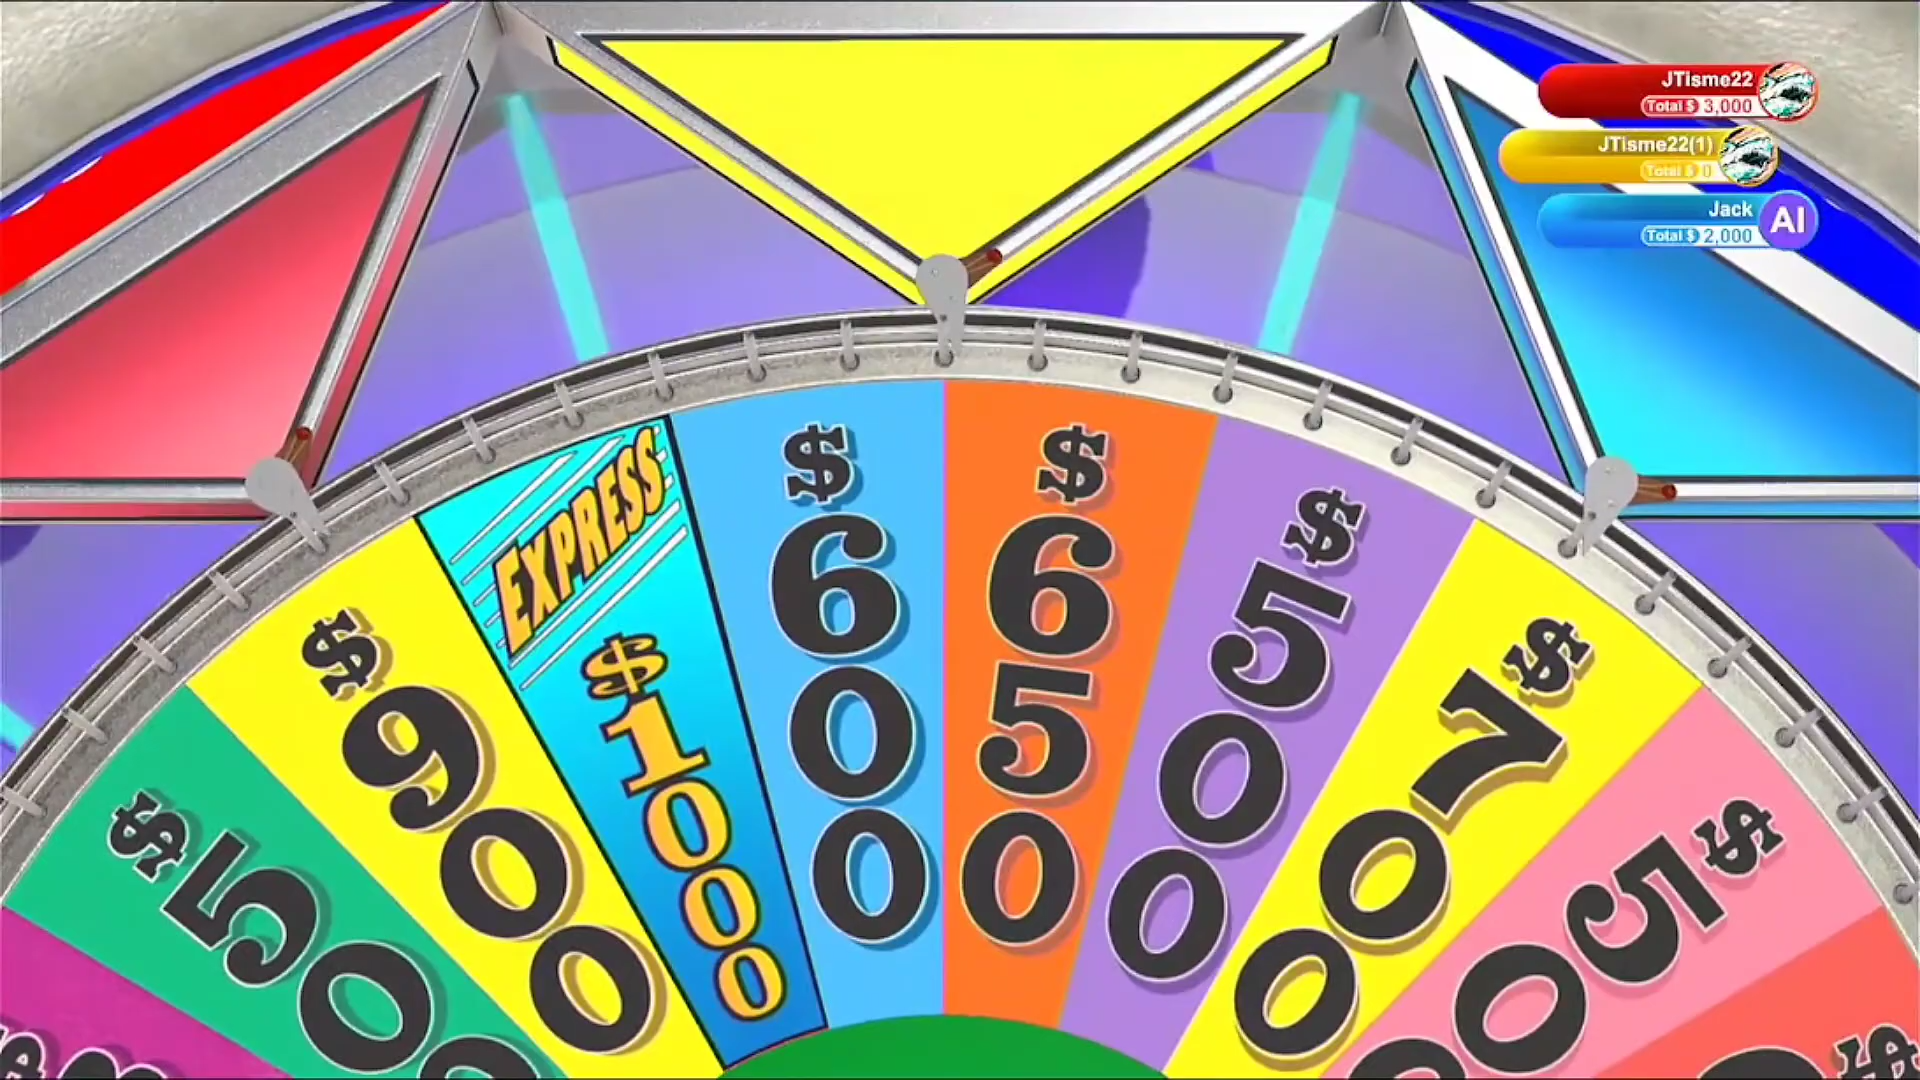 JTisme22
Total $ 3,000
JTisme22(1)
Total $ 0
Jack
AI
Total $ 2,000
$500
$900
EXPRESS
$1000
$600
$650
$500
$700
$50